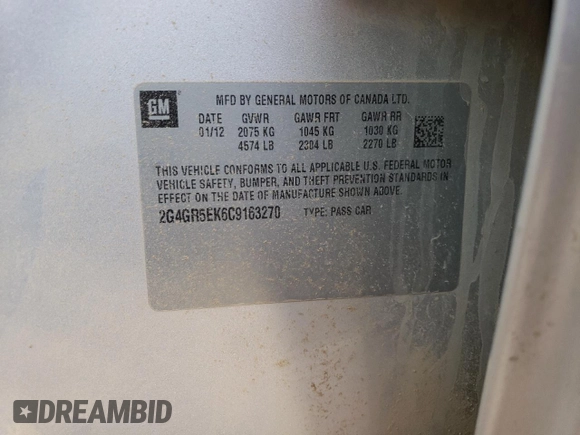 GM
MFD BY GENERAL MOTORS OF CANADA LTD.
DATE GVWR GAWR FRT GAWR RR
01/12 2075 KG 1045 KG 1030 KG
4574 LB 2304 LB 2270 LB
THIS VEHICLE CONFORMS TO ALL APPLICABLE U.S. FEDERAL MOTOR
VEHICLE SAFETY, BUMPER, AND THEFT PREVENTION STANDARDS IN
EFFECT ON THE DATE OF MANUFACTURE SHOWN ABOVE.
2G4GR5EK6C9163270 TYPE: PASS CAR
DREAMBID